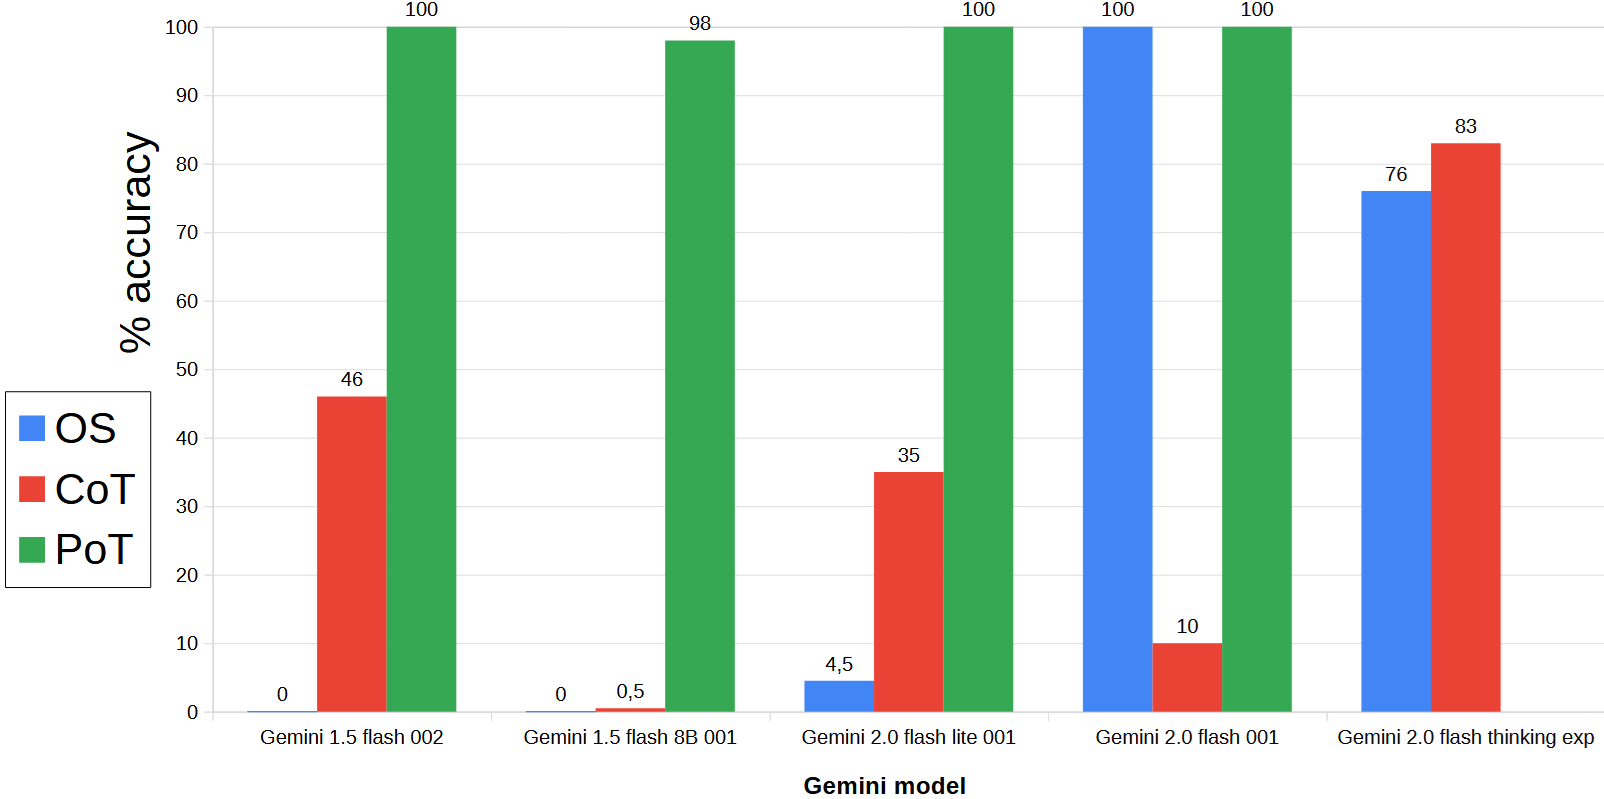 100
98
100
100
100
100
90
83
80
76
70
60
50
46
40
35
30
20
10
10
4,5
0
0
0,5
0
% accuracy
OS
CoT
PoT
Gemini 1.5 flash 002
Gemini 1.5 flash 8B 001
Gemini 2.0 flash lite 001
Gemini 2.0 flash 001
Gemini 2.0 flash thinking exp
Gemini model